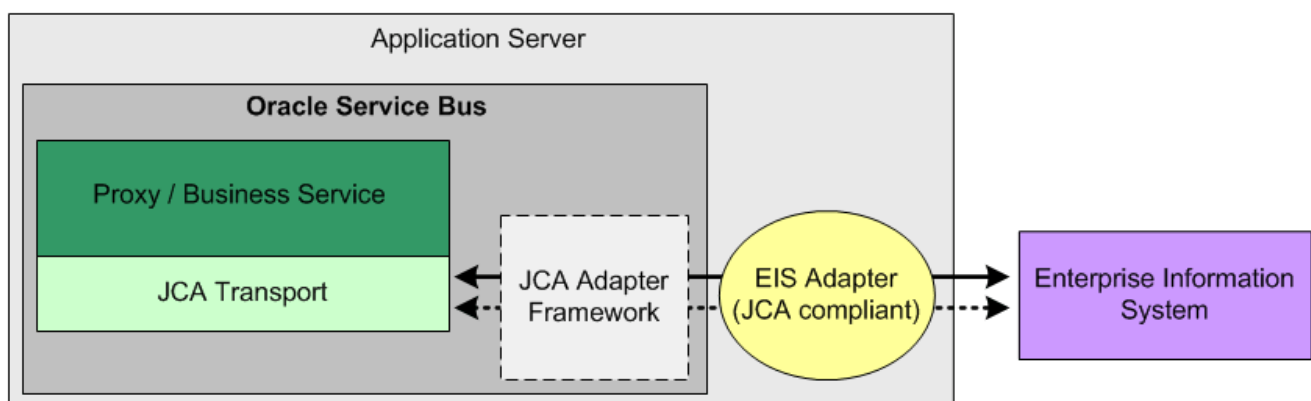 Application Server
Oracle Service Bus
Proxy / Business Service
JCA Transport
JCA Adapter
Framework
EIS Adapter
(JCA compliant)
Enterprise Information
System